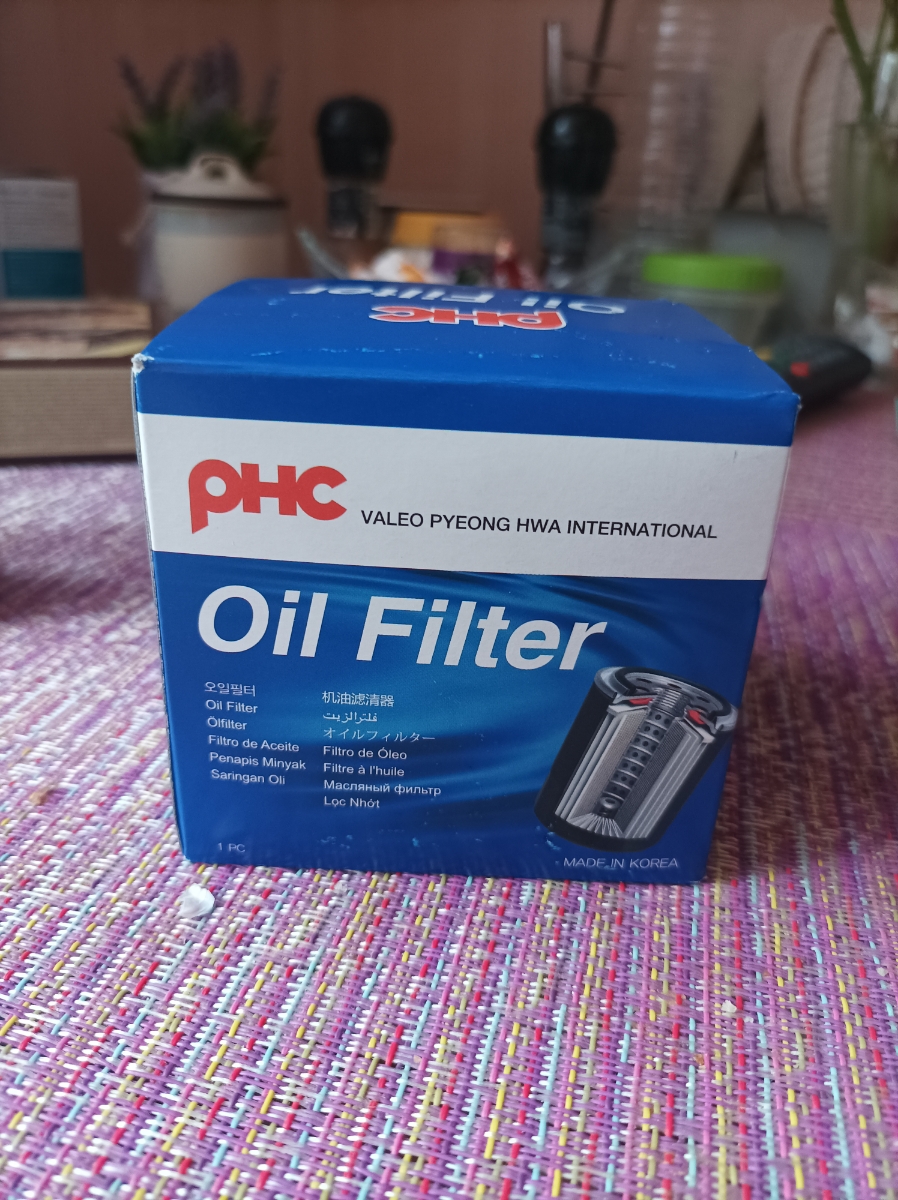 Oil Filter
PHC
PHC
VALEO PYEONG HWA INTERNATIONAL
Oil Filter
오일필터
Oil Filter
Ölfilter
Filtro de Aceite
Penapis Minyak
Saringan Oli
机油滤清器
فلتر الزيت
オイルフィルター
Filtro de Óleo
Filtre à l'huile
Масляный фильтр
Lọc Nhớt
1 PC
MADE IN KOREA